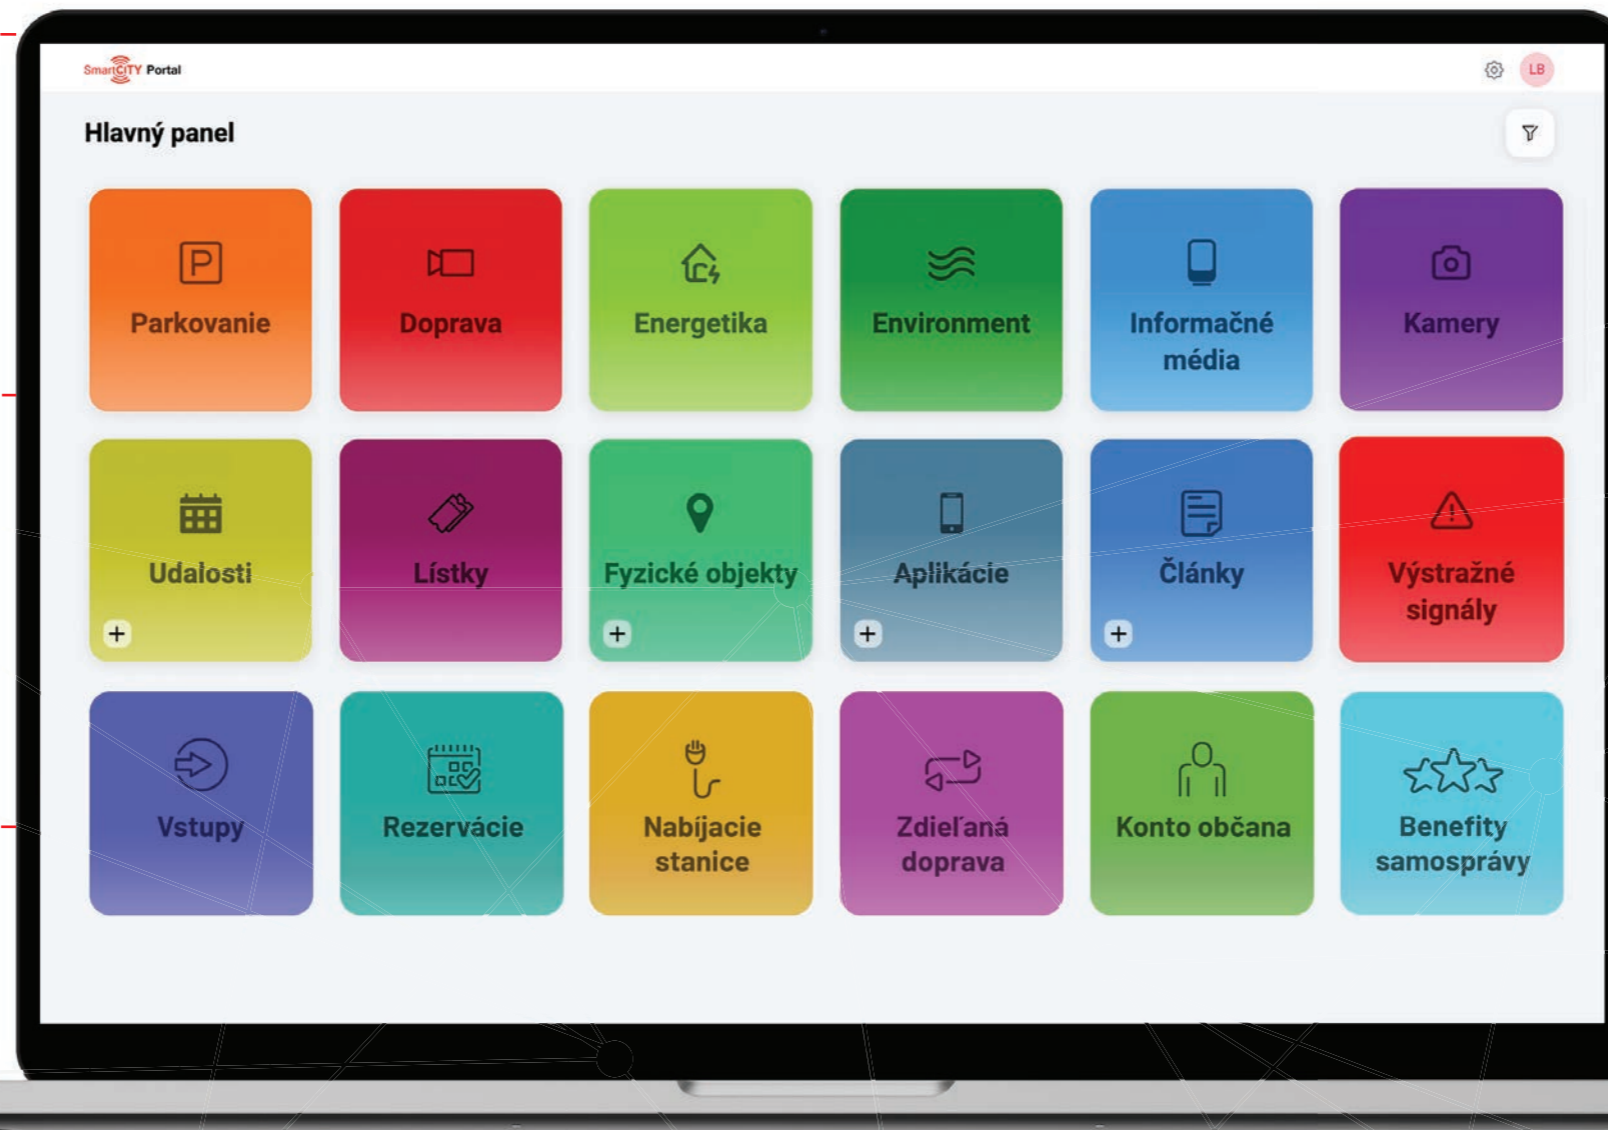 SmartCITY Portal
LB
Hlavný panel
P
Parkovanie
Doprava
Energetika
Environment
Informačné
média
Kamery
Udalosti
Lístky
Fyzické objekty
Aplikácie
Články
Výstražné
signály
Vstupy
Rezervácie
Nabíjacie
stanice
Zdieľaná
doprava
Konto občana
Benefity
samosprávy